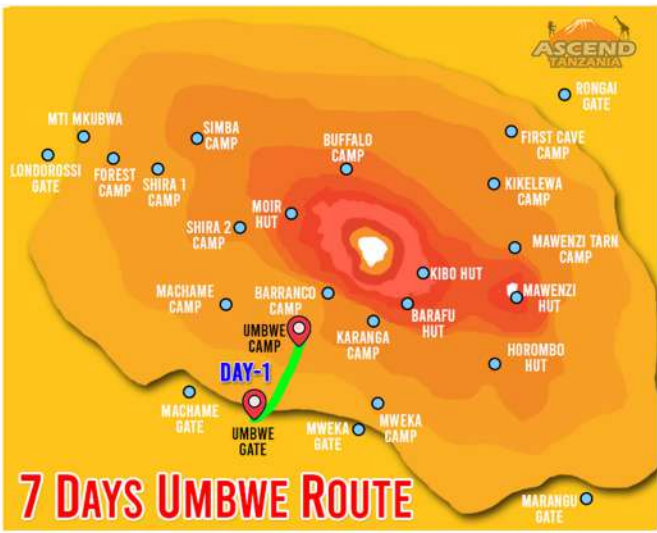 ASCEND
TANZANIA
RONGAI
GATE
MTI MKUBWA
SIMBA
CAMP
FIRST CAVE
CAMP
BUFFALO
CAMP
LONDOROSSI
GATE
FOREST
CAMP
SHIRA 1
CAMP
KIKELEWA
CAMP
MOIR
HUT
SHIRA 2
CAMP
MAWENZI TARN
CAMP
KIBO HUT
MACHAME
CAMP
BARRANCO
CAMP
MAWENZI
HUT
BARAFU
HUT
UMBWE
CAMP
KARANGA
CAMP
HOROMBO
HUT
DAY-1
MACHAME
GATE
UMBWE
GATE
MWEKA
GATE
MWEKA
CAMP
7 DAYS UMBWE ROUTE
MARANGU
GATE